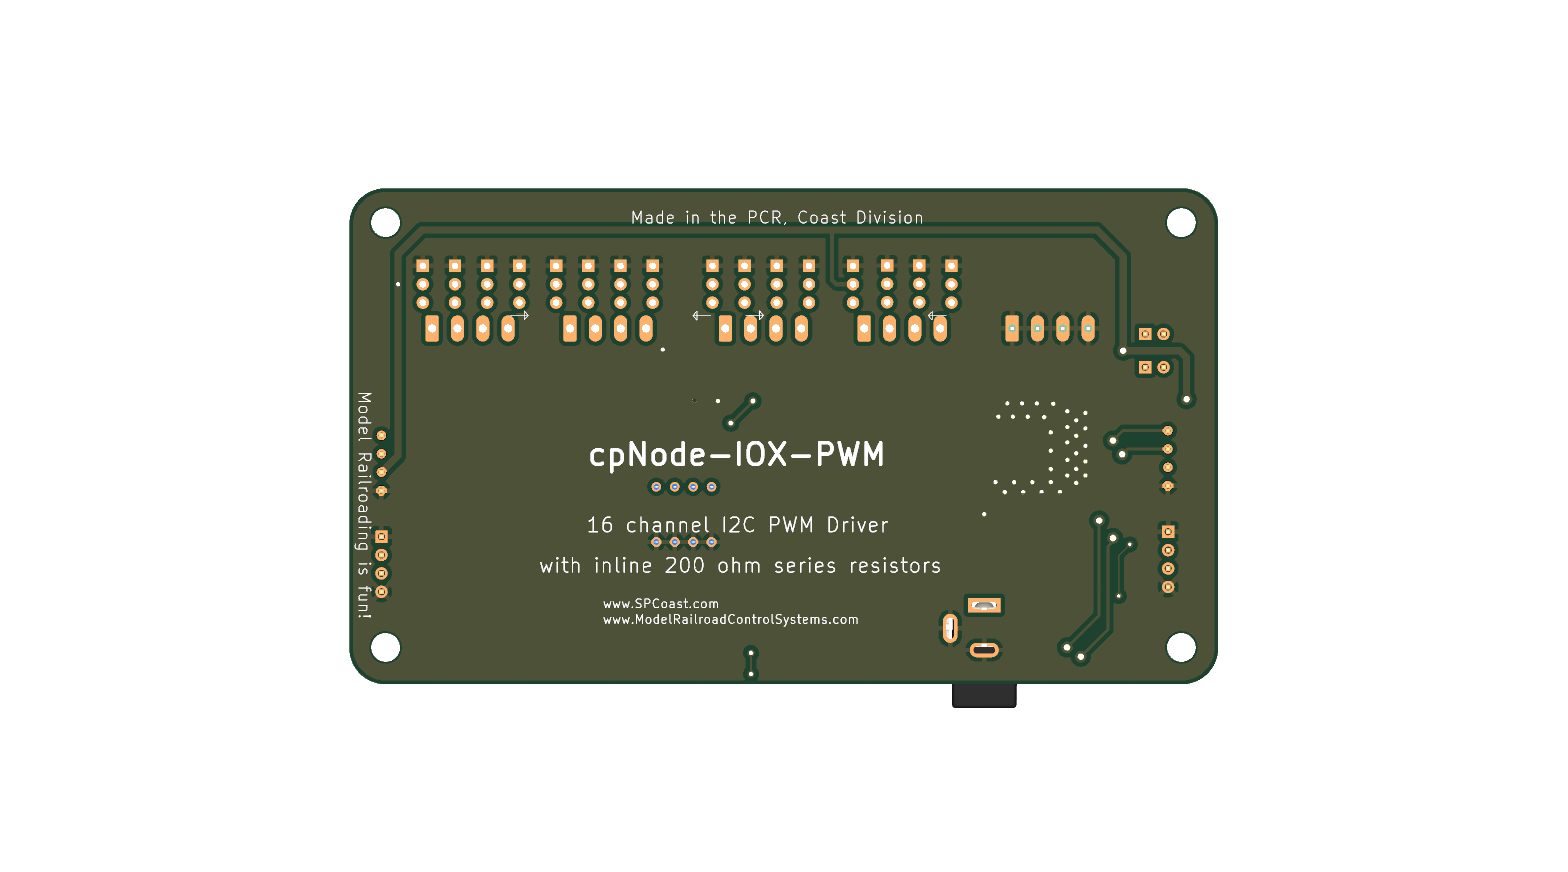 Made in the PCR, Coast Division
Model Railroading is fun!
cpNode-IOX-PWM
16 channel I2C PWM Driver
with inline 200 ohm series resistors
www.SPCoast.com
www.ModelRailroadControlSystems.com